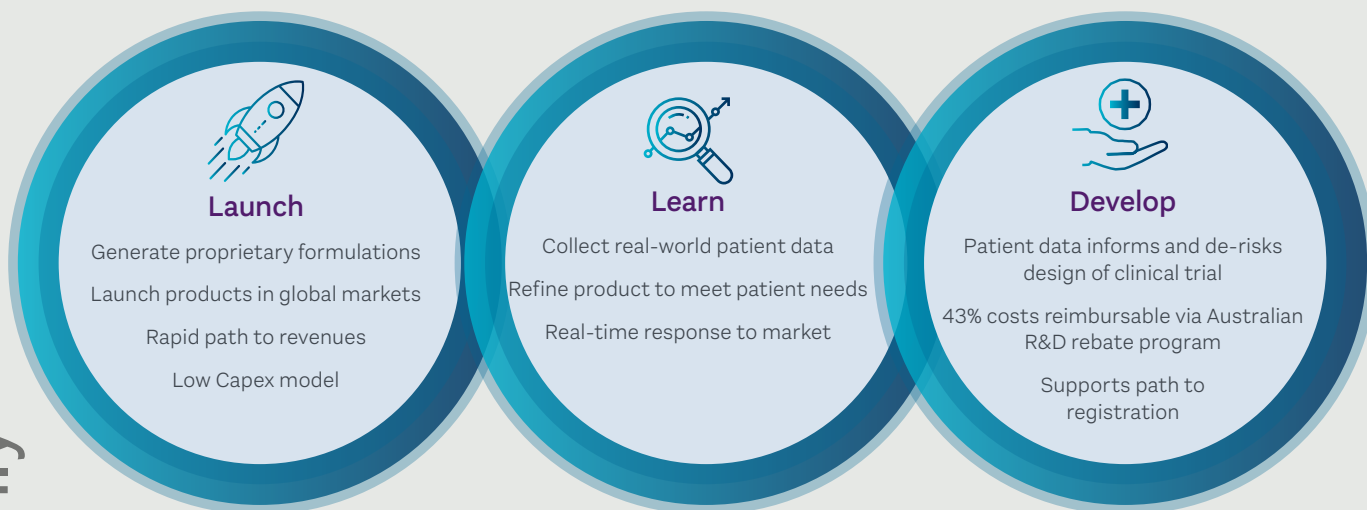 Launch
Generate proprietary formulations
Launch products in global markets
Rapid path to revenues
Low Capex model
Learn
Collect real-world patient data
Refine product to meet patient needs
Real-time response to market
Develop
Patient data informs and de-risks
design of clinical trial
43% costs reimbursable via Australian
R&D rebate program
Supports path to
registration